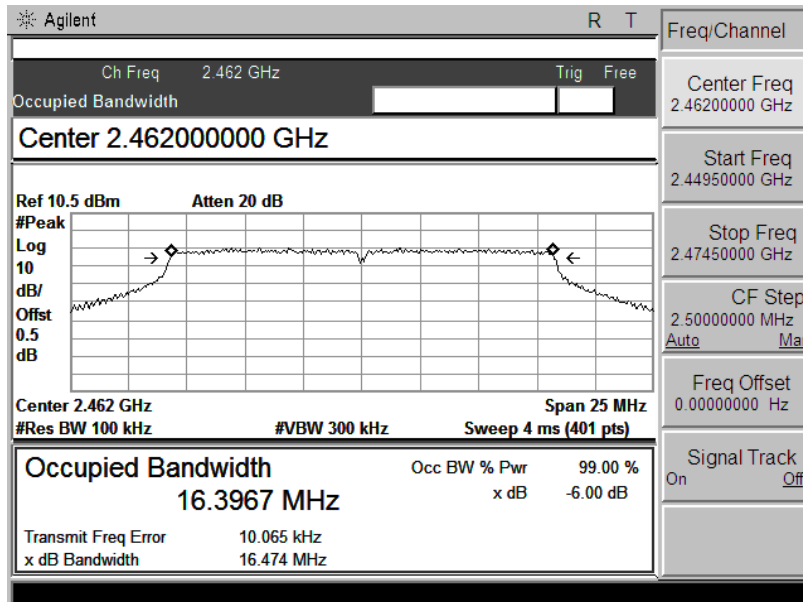 Agilent R T
Freq/Channel
Ch Freq 2.462 GHz Trig Free
Occupied Bandwidth
Center 2.462000000 GHz
Center Freq
2.46200000 GHz
Start Freq
2.44950000 GHz
Stop Freq
2.47450000 GHz
CF Step
2.50000000 MHz
Auto Ma
Freq Offset
0.00000000 Hz
Signal Track
On Off
Ref 10.5 dBm Atten 20 dB
#Peak
Log
10
dB/
Offst
0.5
dB
Center 2.462 GHz Span 25 MHz
#Res BW 100 kHz #VBW 300 kHz Sweep 4 ms (401 pts)
Occupied Bandwidth Occ BW % Pwr 99.00 %
16.3967 MHz x dB -6.00 dB
Transmit Freq Error 10.065 kHz
x dB Bandwidth 16.474 MHz